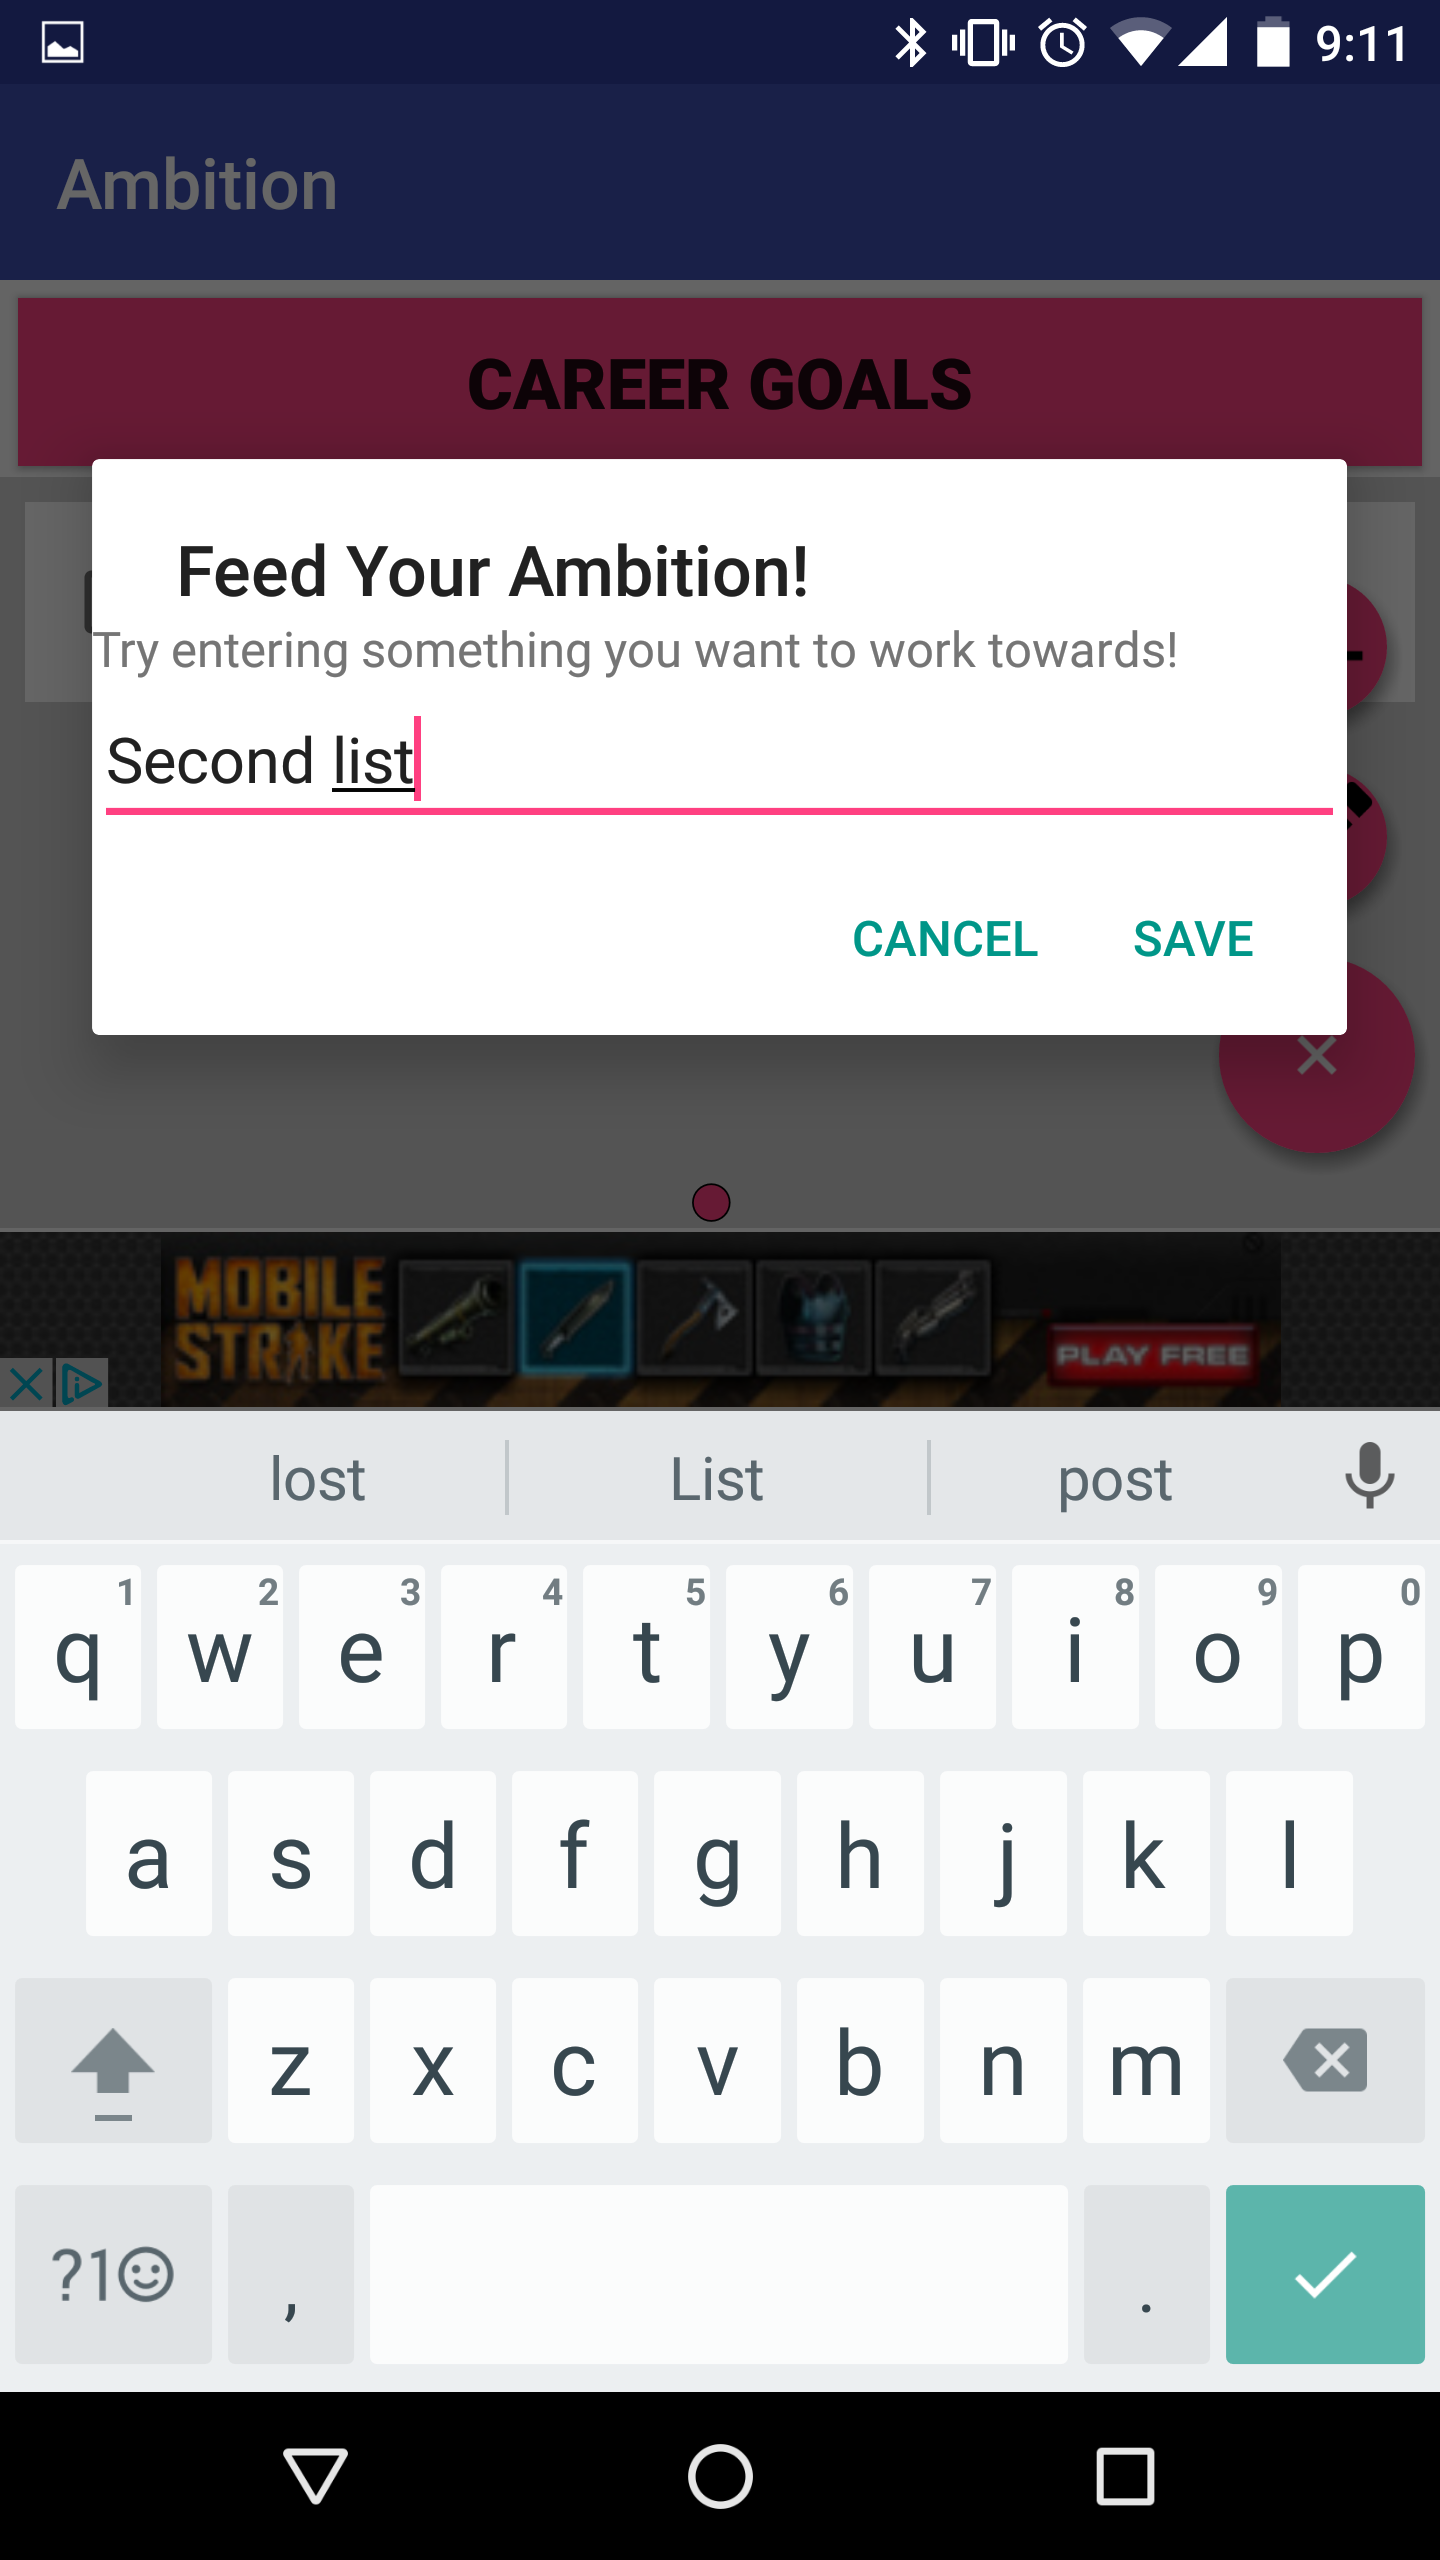 9:11
Ambition
CAREER GOALS
Feed Your Ambition!
Try entering something you want to work towards!
Second list
CANCEL SAVE
MOBILE
STRIKE
PLAY FREE
lost List post
1 2 3 4 5 6 7 8 9 0
q w e r t y u i o p
a s d f g h j k l
z x c v b n m
?1☺ , .